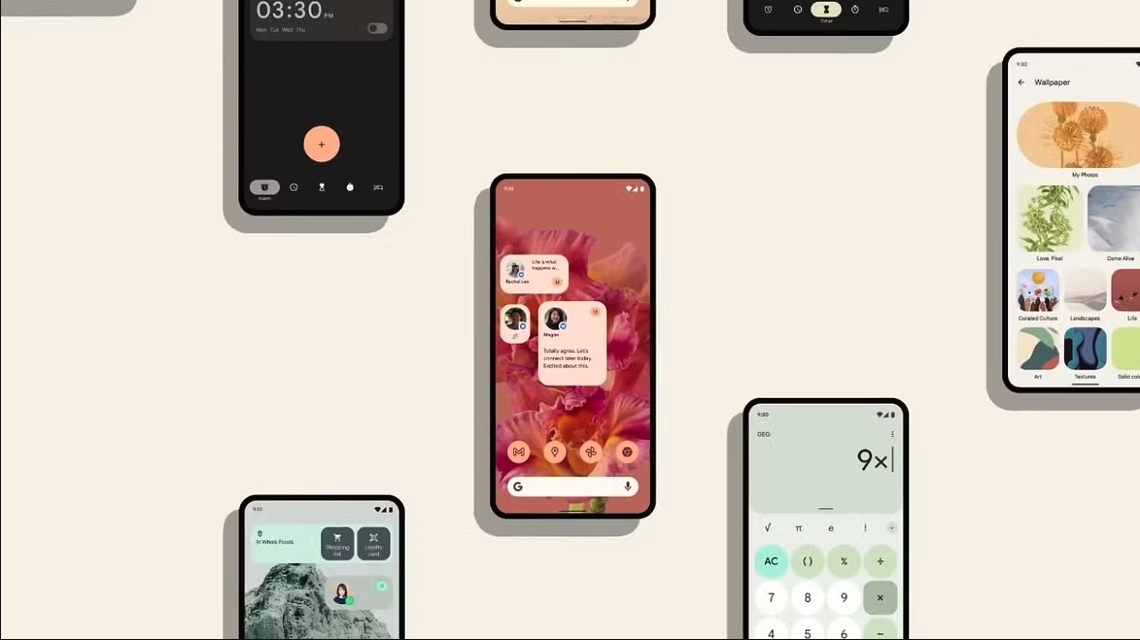 03:30 PM
Mon Tue Wed Thu
Alarm
Timer
9:30
Wallpaper
My Photos
Love, Pixel
Come Alive
Curated Culture
Landscapes
Life
Art
Textures
Solid colo
9:30
Life is what
happens w...
Rachel Lee
Megan
Totally agree. Let's
connect later today.
Excited about this.
G
9:30
At Whole Foods
Shopping
list
Loyalty
card
9:30
DEG
9×
√ π e !
AC () % ÷
7 8 9 ×
4 5 6 −